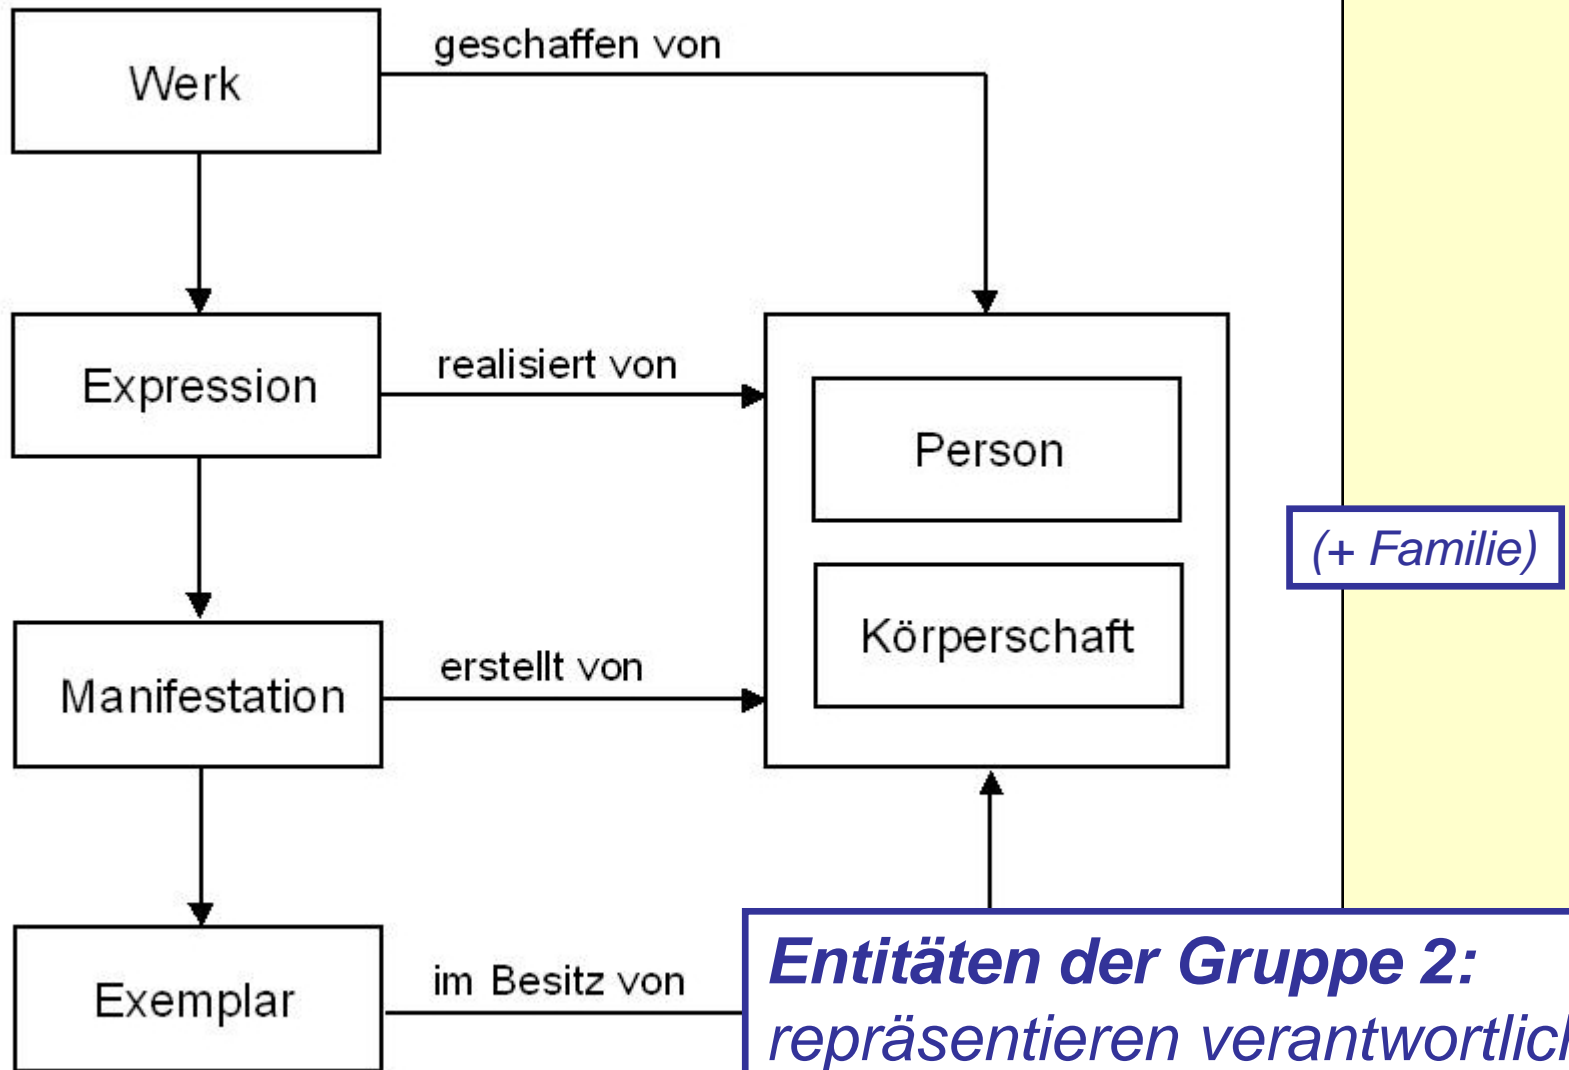 Werk
geschaffen von
Expression
realisiert von
Person
(+ Familie)
Körperschaft
Manifestation
erstellt von
Exemplar
im Besitz von
Entitäten der Gruppe 2:
repräsentieren verantwortlich